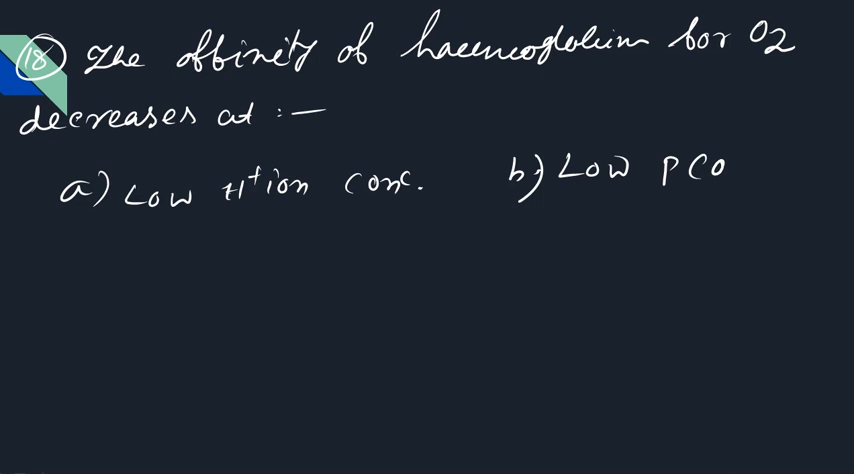 18 The affinity of haemoglobin for O2
decreases at :-
a) Low H+ ion conc. b) Low PCO